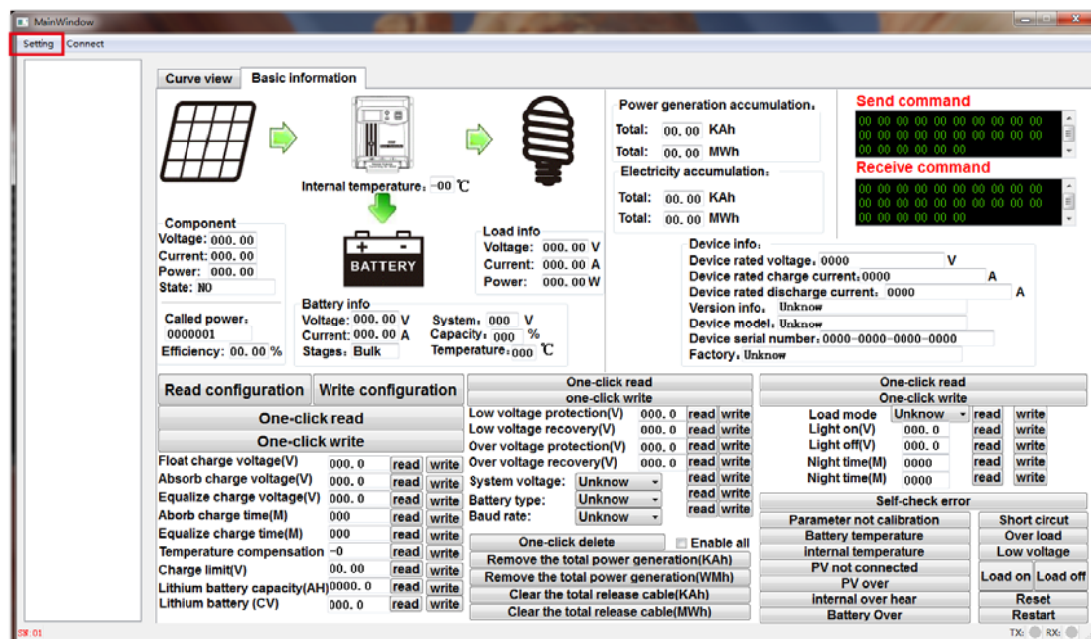 MainWindow
Setting Connect
Curve view Basic information
Internal temperature: -00 ℃
BATTERY
Component
Voltage: 000.00
Current: 000.00
Power: 000.00
State: NO
Called power:
0000001
Efficiency: 00.00 %
Battery info
Voltage: 000.00 V System: 000 V
Current: 000.00 A Capacity: 000 %
Stages: Bulk Temperature: 000 ℃
Load info
Voltage: 000.00 V
Current: 000.00 A
Power: 000.00 W
Power generation accumulation:
Total: 00.00 KAh
Total: 00.00 MWh
Electricity accumulation:
Total: 00.00 KAh
Total: 00.00 MWh
Send command
00 00 00 00 00 00 00 00 00 00
00 00 00 00 00 00 00 00 00 00
00 00 00 00 00 00
Receive command
00 00 00 00 00 00 00 00 00 00
00 00 00 00 00 00 00 00 00 00
00 00 00 00 00 00
Device info:
Device rated voltage: 0000 V
Device rated charge current: 0000 A
Device rated discharge current: 0000 A
Version info: Unknow
Device model: Unknow
Device serial number: 0000-0000-0000-0000
Factory: Unknow
Read configuration Write configuration
One-click read
One-click write
Float charge voltage(V) 000.0 read write
Absorb charge voltage(V) 000.0 read write
Equalize charge voltage(V) 000.0 read write
Aborb charge time(M) 000 read write
Equalize charge time(M) 000 read write
Temperature compensation -0 read write
Charge limit(V) 00.00 read write
Lithium battery capacity(AH) 0000.0 read write
Lithium battery (CV) 000.0 read write
One-click read
one-click write
Low voltage protection(V) 000.0 read write
Low voltage recovery(V) 000.0 read write
Over voltage protection(V) 000.0 read write
Over voltage recovery(V) 000.0 read write
System voltage: Unknow read write
Battery type: Unknow read write
Baud rate: Unknow read write
One-click delete Enable all
Remove the total power generation(KAh)
Remove the total power generation(WMh)
Clear the total release cable(KAh)
Clear the total release cable(MWh)
One-click read
One-click write
Load mode Unknow read write
Light on(V) 000.0 read write
Light off(V) 000.0 read write
Night time(M) 0000 read write
Night time(M) 0000 read write
Self-check error
Parameter not calibration Short circut
Battery temperature Over load
internal temperature Low voltage
PV not connected
PV over
Load on Load off
internal over hear Reset
Battery Over Restart
SN: 01 TX: RX: